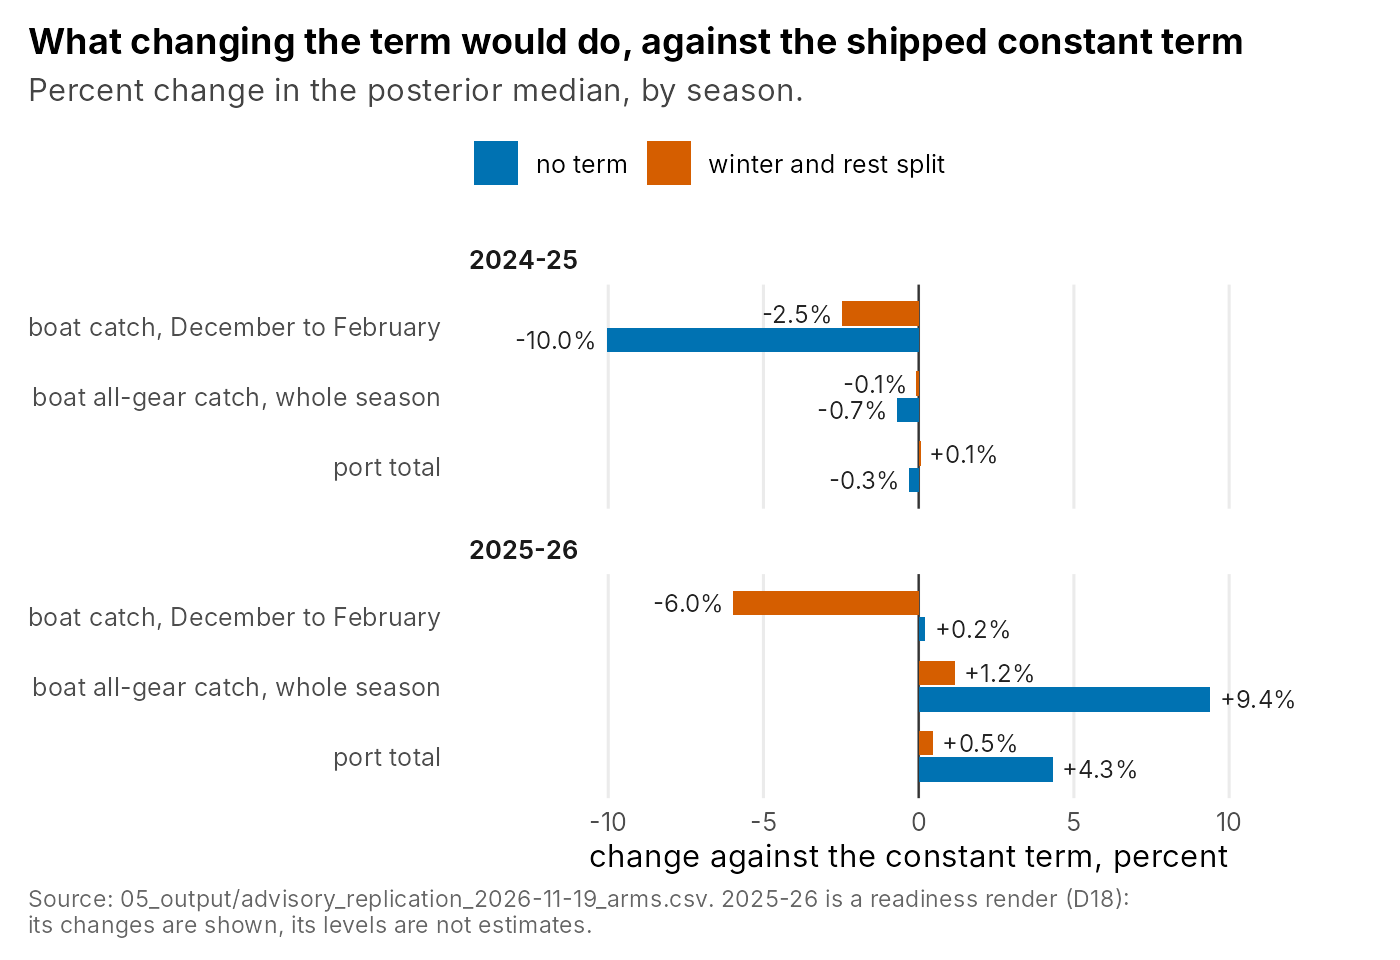 What changing the term would do, against the shipped constant term
Percent change in the posterior median, by season.
no term
winter and rest split
2024-25
boat catch, December to February
-2.5%
-10.0%
boat all-gear catch, whole season
-0.1%
-0.7%
port total
+0.1%
-0.3%
2025-26
boat catch, December to February
-6.0%
+0.2%
boat all-gear catch, whole season
+1.2%
+9.4%
port total
+0.5%
+4.3%
-10 -5 0 5 10
change against the constant term, percent
Source: 05_output/advisory_replication_2026-11-19_arms.csv. 2025-26 is a readiness render (D18):
its changes are shown, its levels are not estimates.